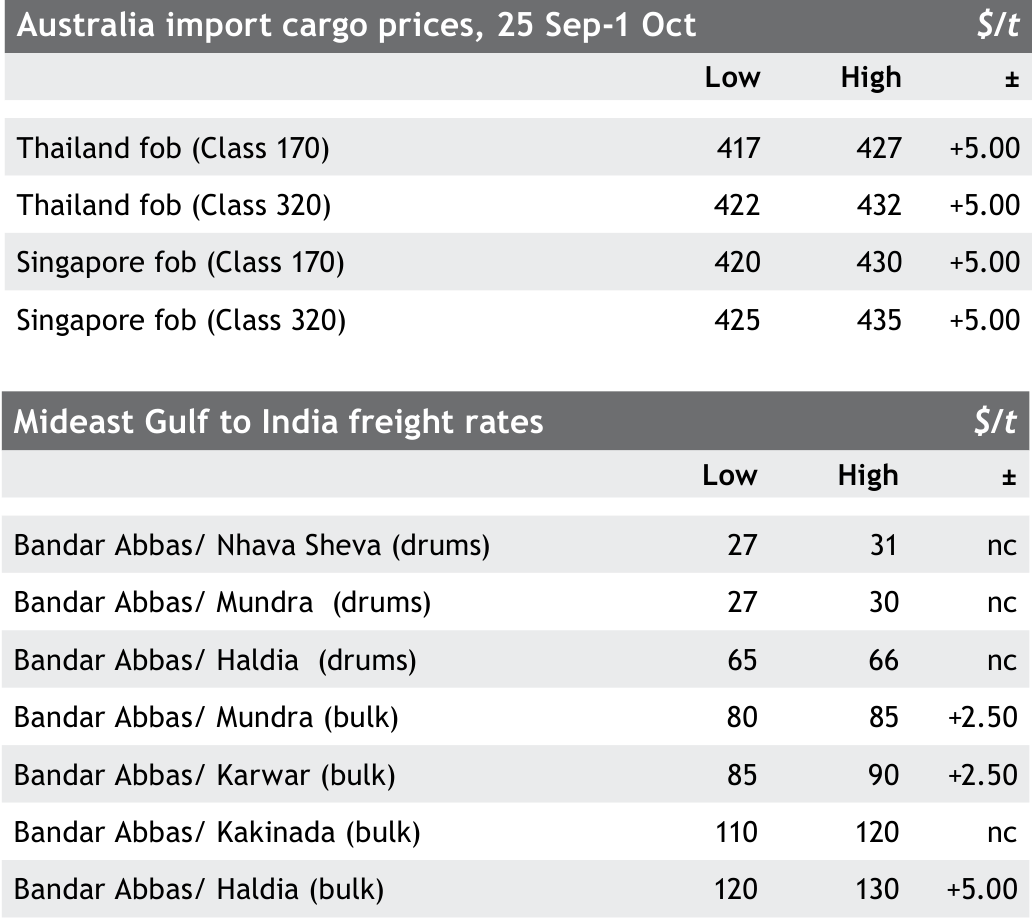 Australia import cargo prices, 25 Sep-1 Oct $/t
Low High ±
Thailand fob (Class 170) 417 427 +5.00
Thailand fob (Class 320) 422 432 +5.00
Singapore fob (Class 170) 420 430 +5.00
Singapore fob (Class 320) 425 435 +5.00
Mideast Gulf to India freight rates $/t
Low High ±
Bandar Abbas/ Nhava Sheva (drums) 27 31 nc
Bandar Abbas/ Mundra (drums) 27 30 nc
Bandar Abbas/ Haldia (drums) 65 66 nc
Bandar Abbas/ Mundra (bulk) 80 85 +2.50
Bandar Abbas/ Karwar (bulk) 85 90 +2.50
Bandar Abbas/ Kakinada (bulk) 110 120 nc
Bandar Abbas/ Haldia (bulk) 120 130 +5.00